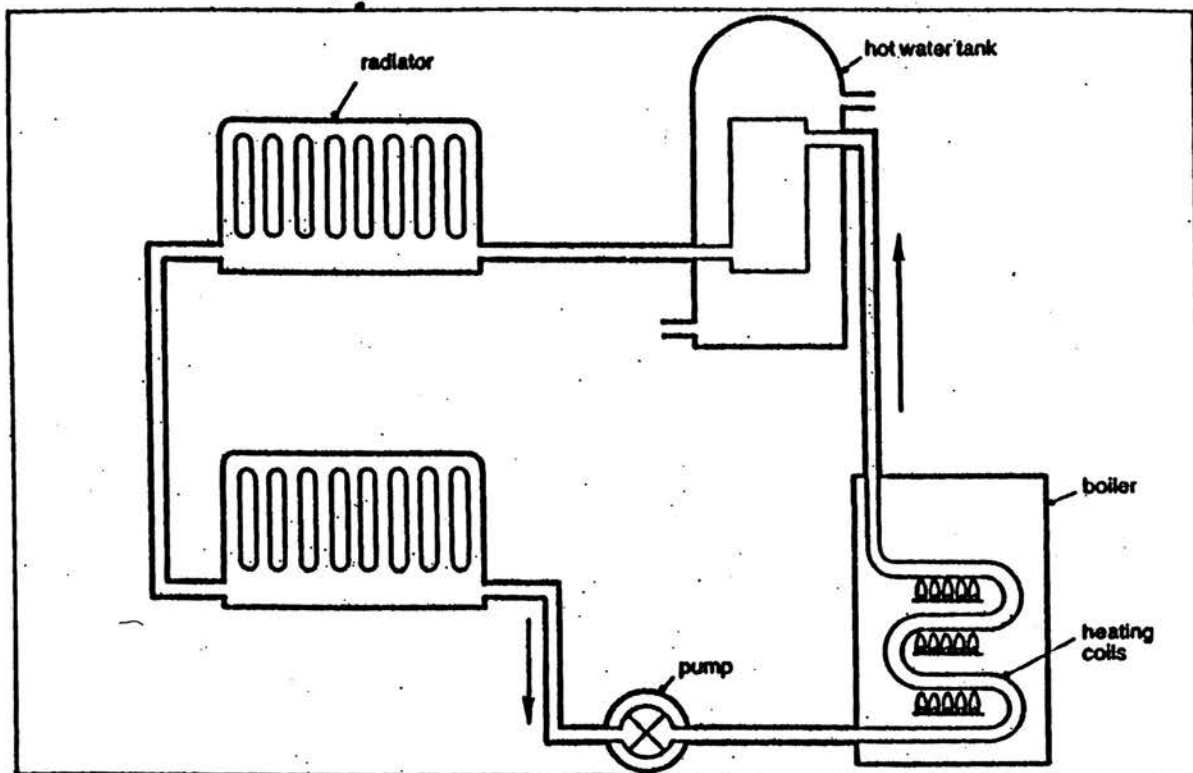 radiator
hot water tank
boiler
heating
coils
pump